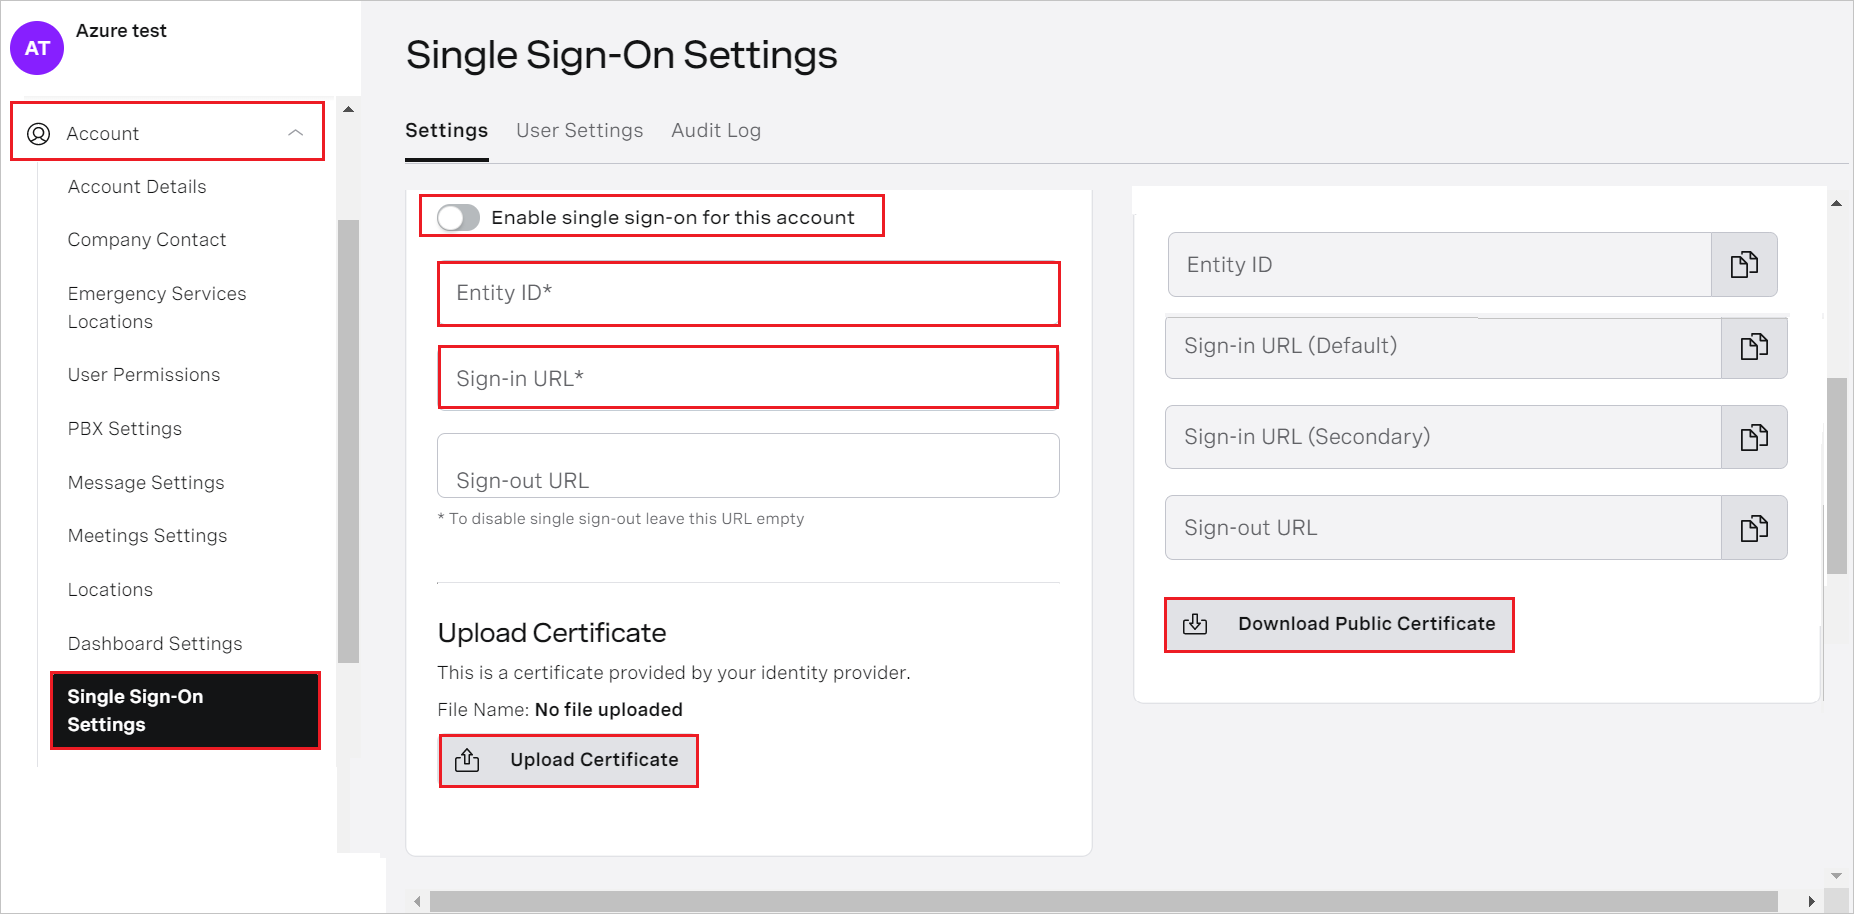 AT
Azure test
Account
Account Details
Company Contact
Emergency Services
Locations
User Permissions
PBX Settings
Message Settings
Meetings Settings
Locations
Dashboard Settings
Single Sign-On
Settings
Single Sign-On Settings
Settings User Settings Audit Log
Enable single sign-on for this account
Entity ID*
Sign-in URL*
Sign-out URL
* To disable single sign-out leave this URL empty
Upload Certificate
This is a certificate provided by your identity provider.
File Name: No file uploaded
Upload Certificate
Entity ID
Sign-in URL (Default)
Sign-in URL (Secondary)
Sign-out URL
Download Public Certificate